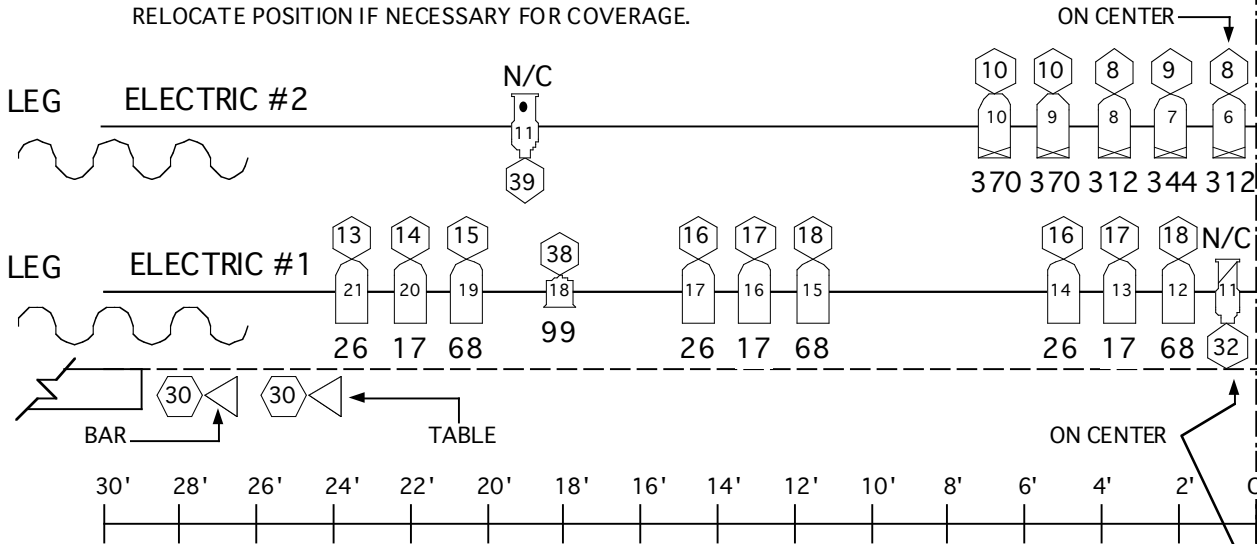 RELOCATE POSITION IF NECESSARY FOR COVERAGE.
ON CENTER
LEG ELECTRIC #2 N/C
10 10 8 9 8
11 10 9 8 7 6
39
370 370 312 344 312
13 14 15 38 16 17 18 16 17 18 N/C
LEG ELECTRIC #1
21 20 19 18 17 16 15 14 13 12 11
26 17 68 99 26 17 68 26 17 68 32
30 30
BAR TABLE ON CENTER
30' 28' 26' 24' 22' 20' 18' 16' 14' 12' 10' 8' 6' 4' 2'